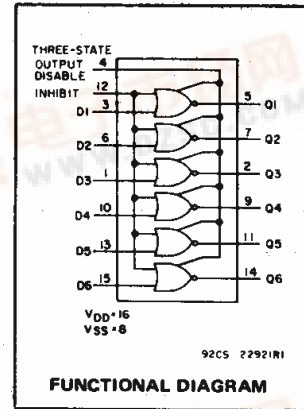 THREE-STATE
OUTPUT 4
DISABLE
INHIBIT 12
D1 3
5 Q1
D2 6
7 Q2
D3 1
2 Q3
D4 10
9 Q4
D5 13
11 Q5
D6 15
14 Q6
VDD=16
VSS=8
92CS 22921R1
FUNCTIONAL DIAGRAM